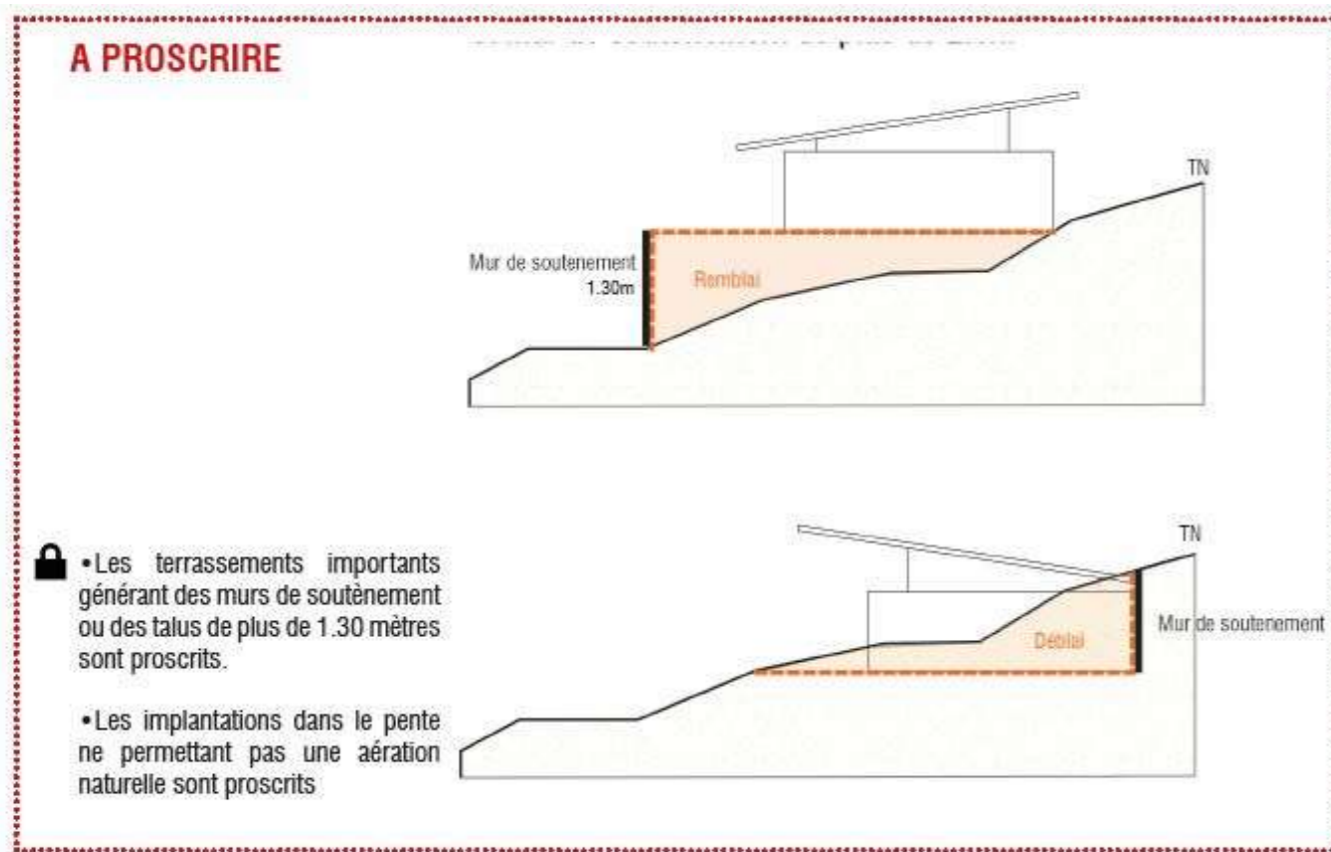 A PROSCRIRE
TN
Mur de soutenement
1.30m
Remblai
•Les terrassements importants
générant des murs de soutènement
ou des talus de plus de 1.30 mètres
sont proscrits.
•Les implantations dans le pente
ne permettant pas une aération
naturelle sont proscrits
TN
Déblai
Mur de soutenement